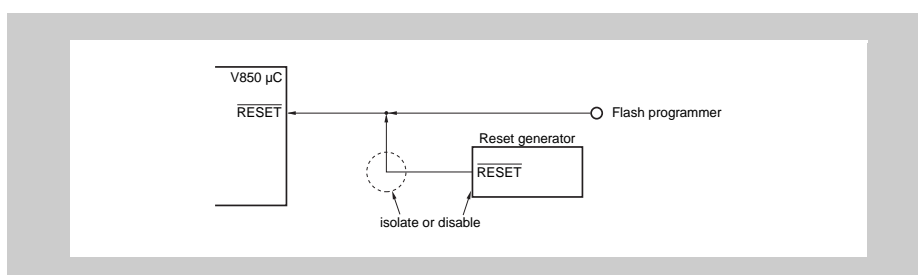 V850 µC
RESET
Flash programmer
Reset generator
RESET
isolate or disable